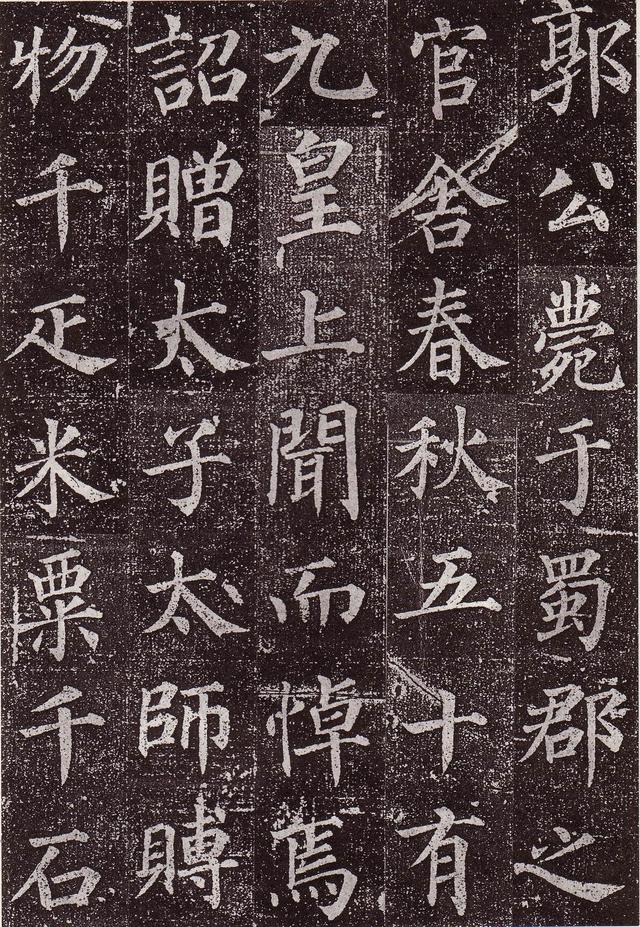 郭公薨于蜀郡之
官舍春秋五十有
九皇上聞而悼焉
詔贈太子太師賻
物千疋米粟千石